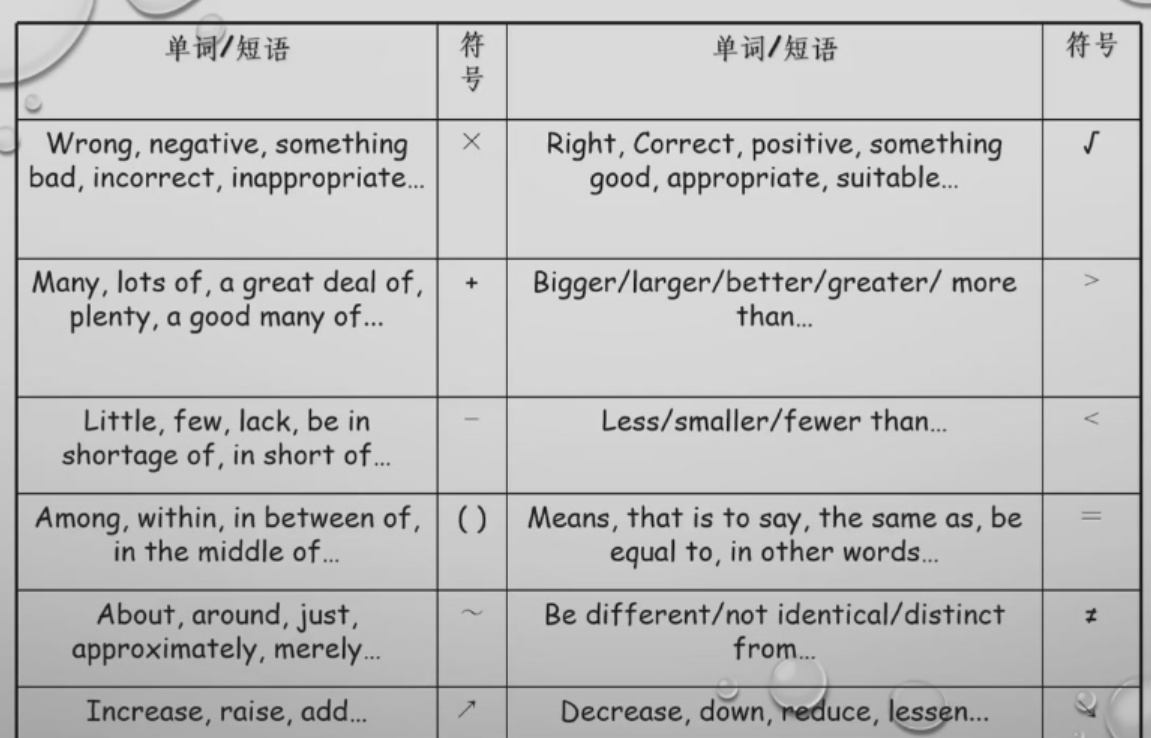 单词/短语
符
号
单词/短语
符号
Wrong, negative, something
bad, incorrect, inappropriate…
×
Right, Correct, positive, something
good, appropriate, suitable…
√
Many, lots of, a great deal of,
plenty, a good many of…
+
Bigger/larger/better/greater/ more
than…
>
Little, few, lack, be in
shortage of, in short of…
−
Less/smaller/fewer than…
<
Among, within, in between of,
in the middle of…
( )
Means, that is to say, the same as, be
equal to, in other words…
=
About, around, just,
approximately, merely…
~
Be different/not identical/distinct
from…
≠
Increase, raise, add…
↗
Decrease, down, reduce, lessen…
↘